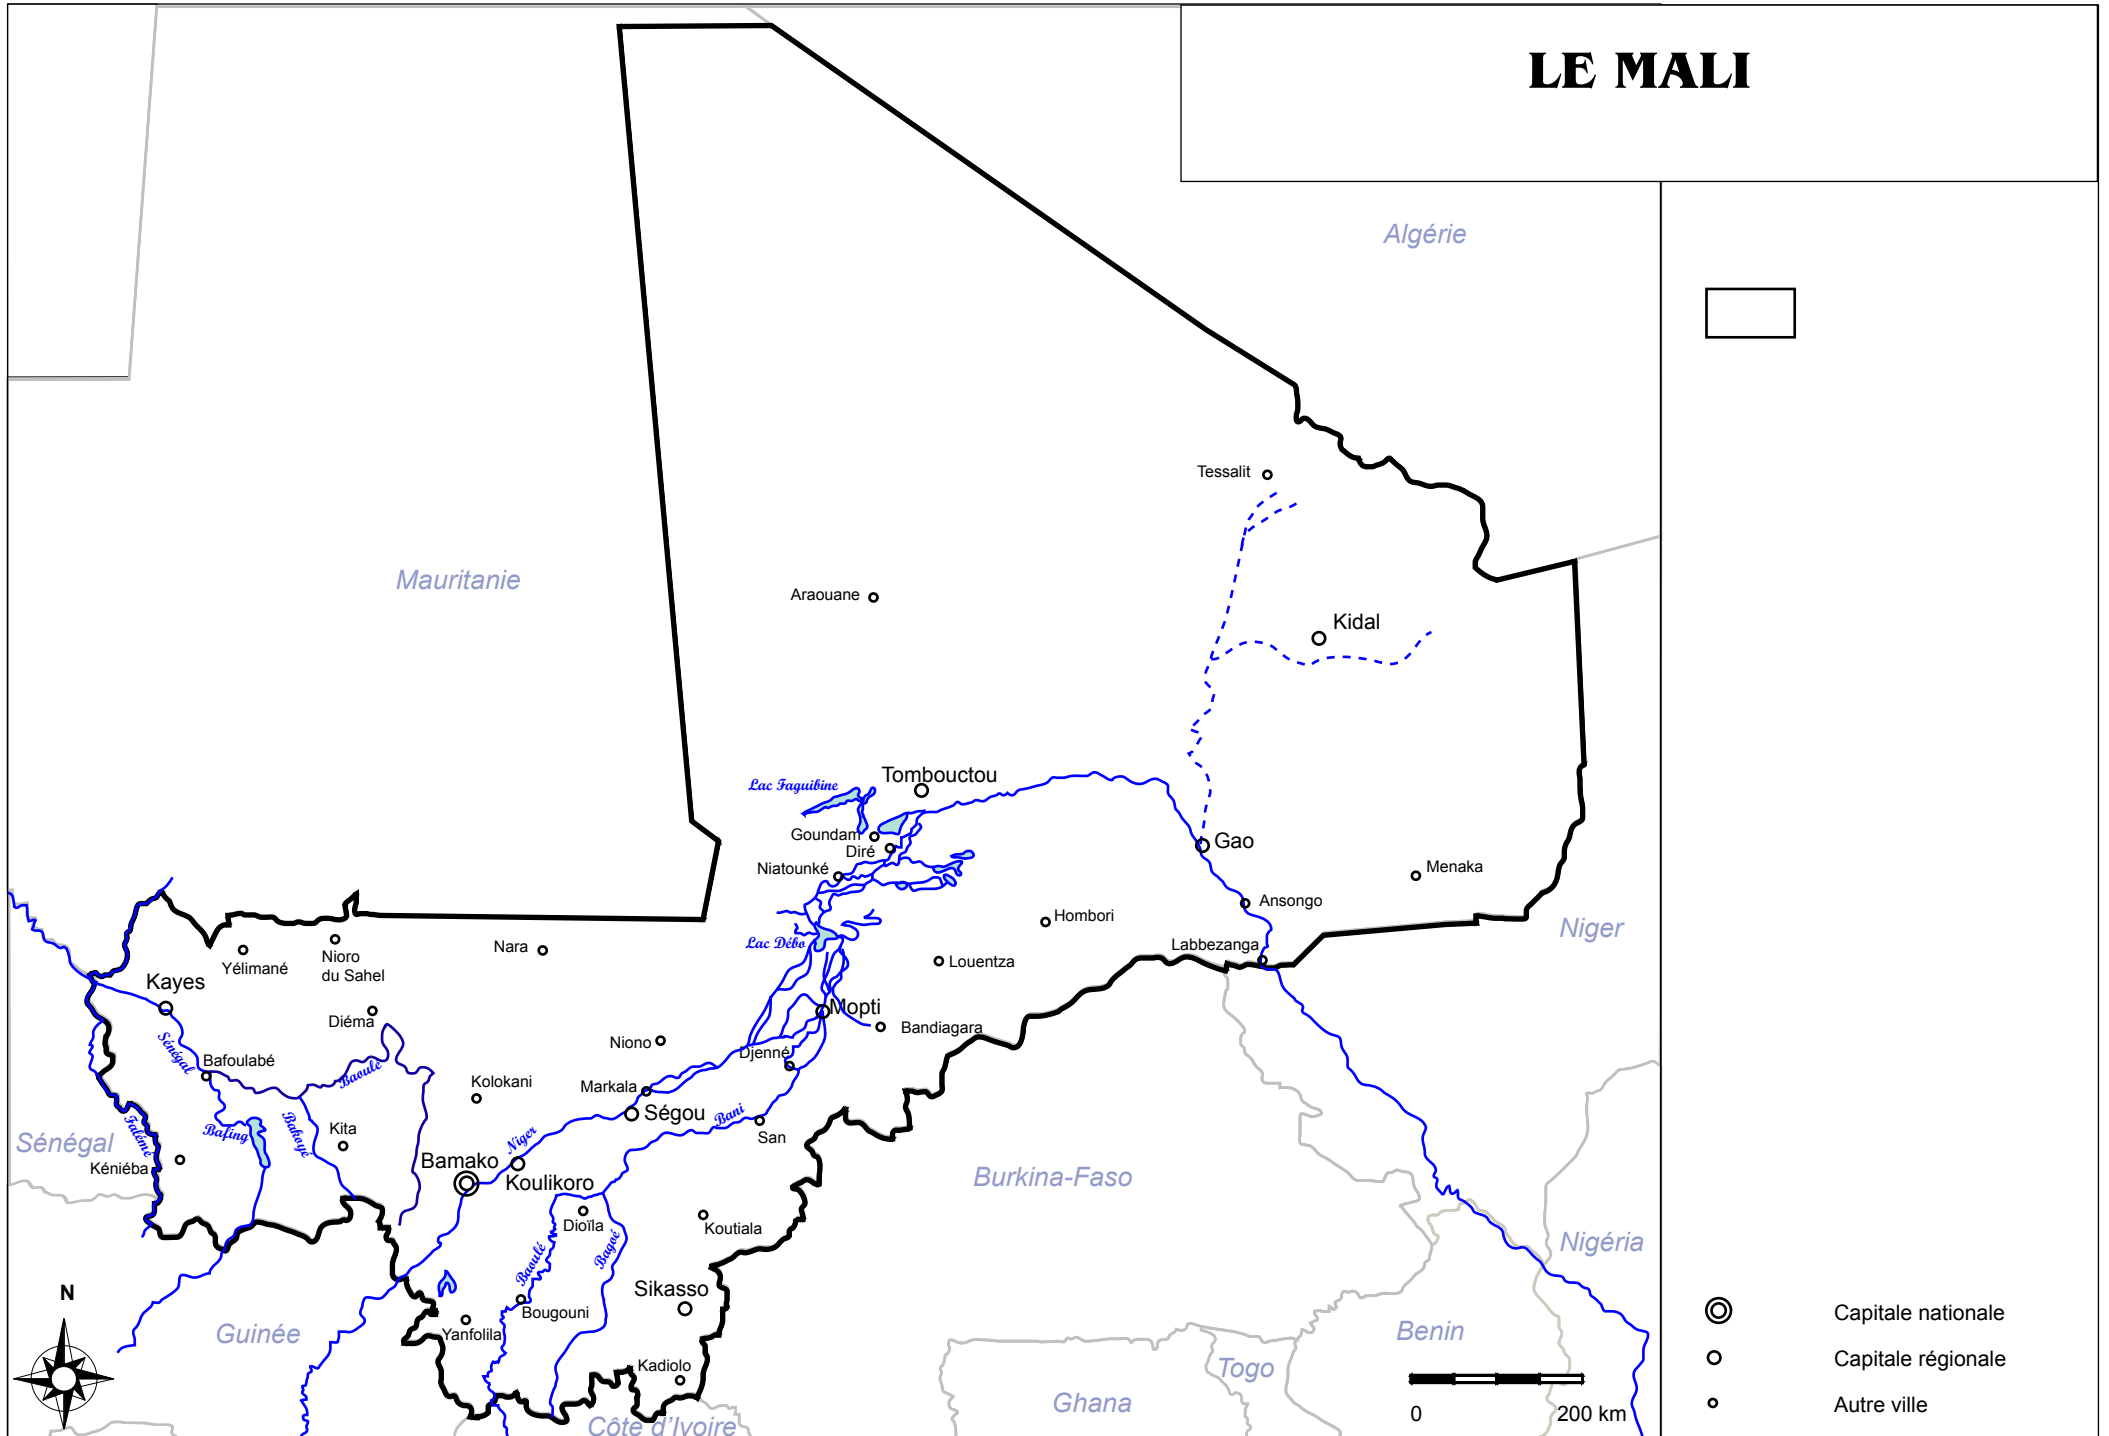 LE MALI
Algérie
Tessalit
Mauritanie
Araouane
Kidal
Tombouctou
Lac Faguibine
Goundam
Diré
Gao
Niatounké
Menaka
Ansongo
Hombori
Niger
Lac Débo
Labbezanga
Nara
Nioro
du Sahel
Yélimané
Louentza
Kayes
Mopti
Diéma
Bandiagara
Niono
Sénégal
Djenné
Bafoulabé
Baoulé
Kolokani
Markala
Ségou
Bani
Falémé
Bafing
Bakoyé
Kita
San
Sénégal
Niger
Kéniéba
Bamako
Koulikoro
Burkina-Faso
Dioïla
Koutiala
Bagoé
Baoulé
Nigéria
N
Sikasso
Bougouni
Guinée
Yanfolila
Benin
Kadiolo
Togo
Ghana
Côte d'Ivoire
0
200 km
Capitale nationale
Capitale régionale
Autre ville